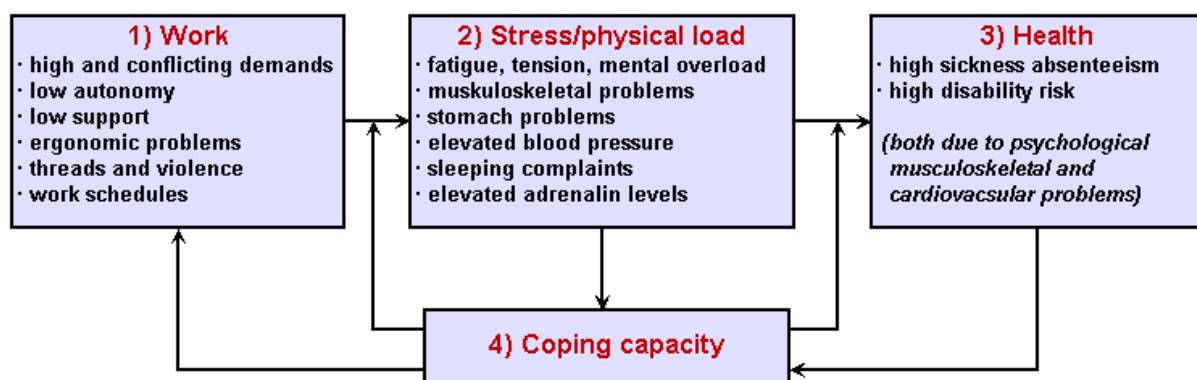 1) Work
· high and conflicting demands
· low autonomy
· low support
· ergonomic problems
· threads and violence
· work schedules
2) Stress/physical load
· fatigue, tension, mental overload
· muskuloskeletal problems
· stomach problems
· elevated blood pressure
· sleeping complaints
· elevated adrenalin levels
3) Health
· high sickness absenteeism
· high disability risk
(both due to psychological
musculoskeletal and
cardiovacsular problems)
4) Coping capacity